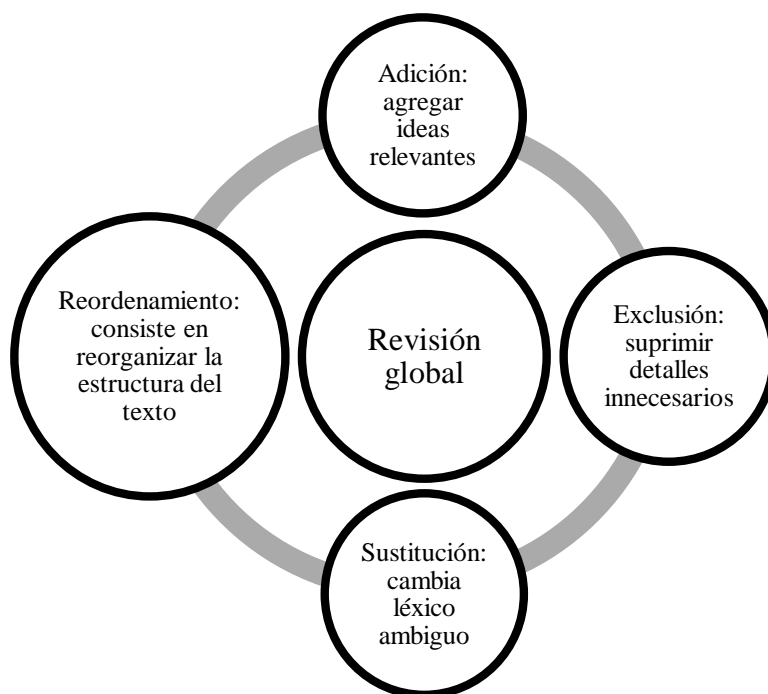 Adición:
agregar
ideas
relevantes
Reordenamiento:
consiste en
reorganizar la
estructura del
texto
Revisión
global
Exclusión:
suprimir
detalles
innecesarios
Sustitución:
cambia
léxico
ambiguo